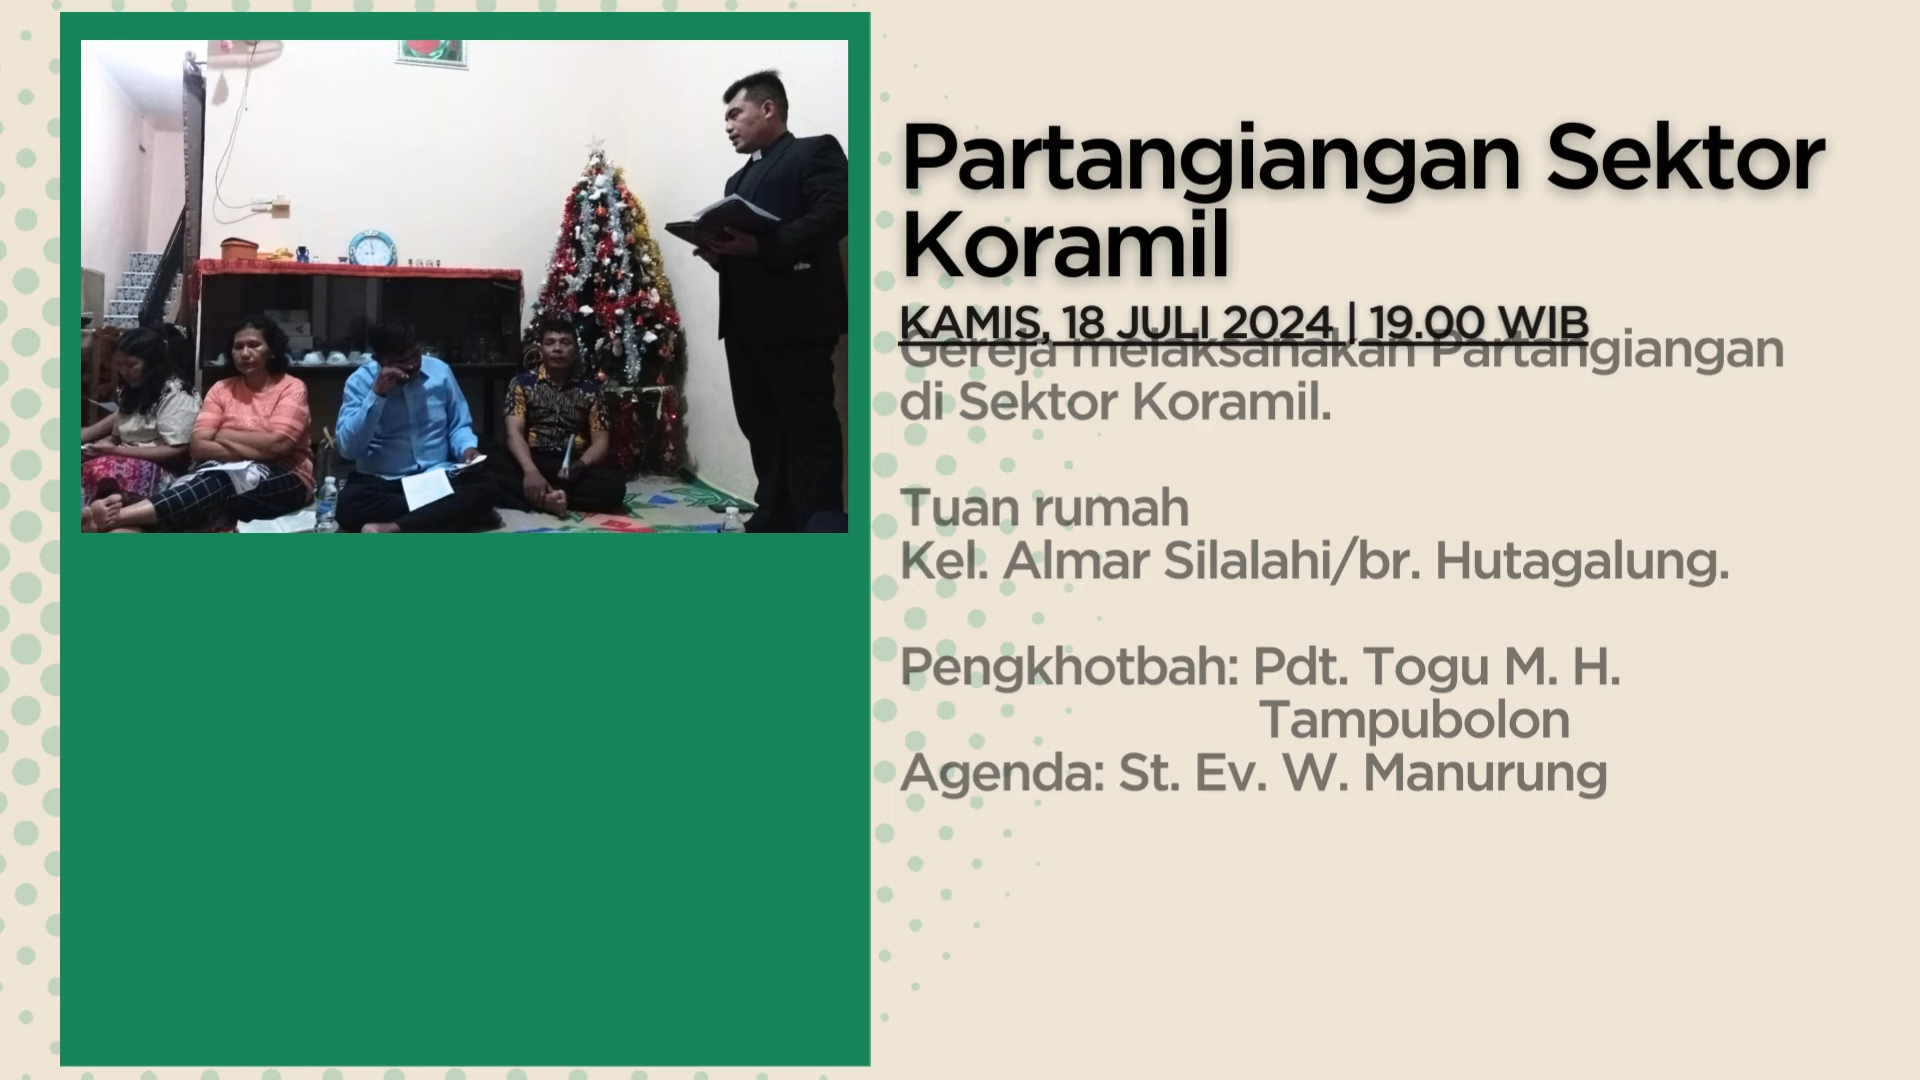 Partangiangan Sektor
Koramil
KAMIS, 18 JULI 2024 | 19.00 WIB
Gereja melaksanakan Partangiangan
di Sektor Koramil.
Tuan rumah
Kel. Almar Silalahi/br. Hutagalung.
Pengkhotbah: Pdt. Togu M. H.
Tampubolon
Agenda: St. Ev. W. Manurung